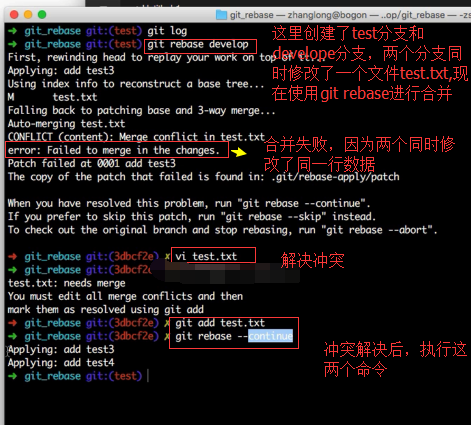 git_rebase — zhanglong@bogon — ..op/git_rebase — -zs
➜ git_rebase git:(test) git log
➜ git_rebase git:(test) git rebase develop
First, rewinding head to replay your work on top of it...
Applying: add test3
Using index info to reconstruct a base tree...
M test.txt
Falling back to patching base and 3-way merge...
Auto-merging test.txt
CONFLICT (content): Merge conflict in test.txt
error: Failed to merge in the changes.
Patch failed at 0001 add test3
The copy of the patch that failed is found in: .git/rebase-apply/patch
When you have resolved this problem, run "git rebase --continue".
If you prefer to skip this patch, run "git rebase --skip" instead.
To check out the original branch and stop rebasing, run "git rebase --abort".
➜ git_rebase git:(3dbcf2e) ✗ vi test.txt
➜ git_rebase git:(3dbcf2e)
test.txt: needs merge
You must edit all merge conflicts and then
mark them as resolved using git add
➜ git_rebase git:(3dbcf2e) ✗ git add test.txt
➜ git_rebase git:(3dbcf2e) ✗ git rebase --continue
Applying: add test3
Applying: add test4
➜ git_rebase git:(test)
这里创建了test分支和
develope分支，两个分支同
时修改了一个文件test.txt,现
在使用git rebase进行合并
合并失败，因为两个同时修
改了同一行数据
解决冲突
冲突解决后，执行这
两个命令